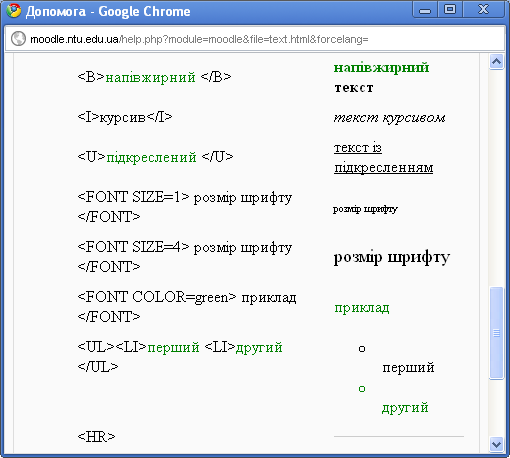 Допомога - Google Chrome
moodle.ntu.edu.ua/help.php?module=moodle&file=text.html&forcelang=
<B>напівжирний </B>
напівжирний
текст
<I>курсив</I>
текст курсивом
<U>підкреслений </U>
текст із
підкресленням
<FONT SIZE=1> розмір шрифту
</FONT>
розмір шрифту
<FONT SIZE=4> розмір шрифту
</FONT>
розмір шрифту
<FONT COLOR=green> приклад
</FONT>
приклад
<UL><LI>перший <LI>другий
</UL>
перший
другий
<HR>